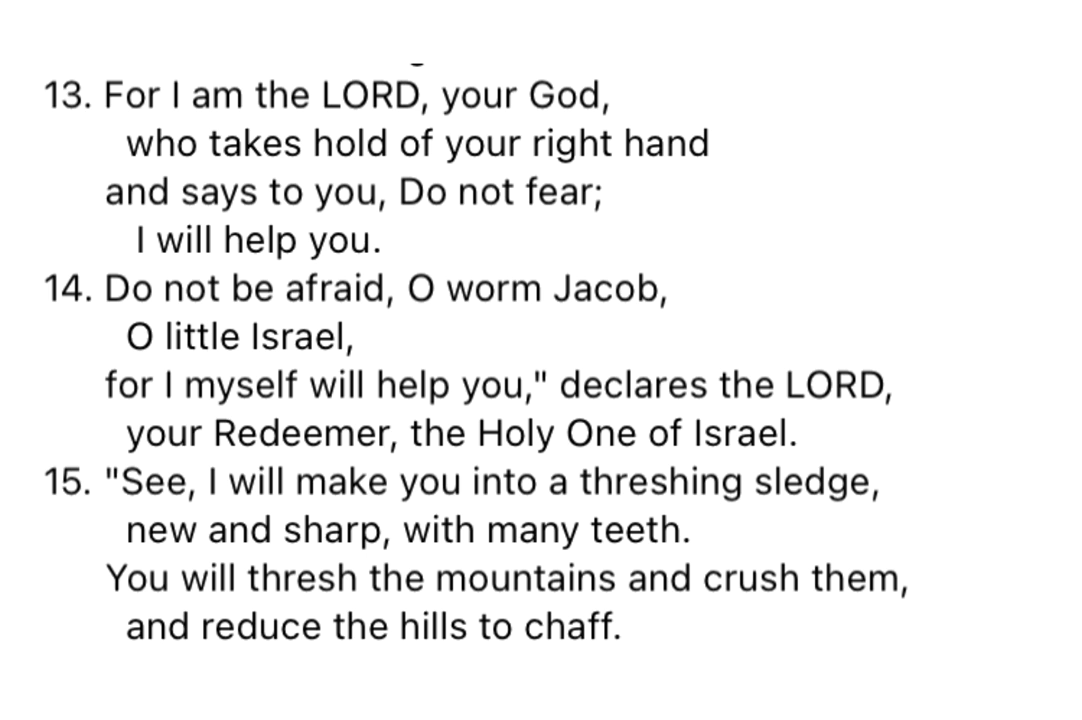 13. For I am the LORD, your God,
who takes hold of your right hand
and says to you, Do not fear;
I will help you.
14. Do not be afraid, O worm Jacob,
O little Israel,
for I myself will help you," declares the LORD,
your Redeemer, the Holy One of Israel.
15. "See, I will make you into a threshing sledge,
new and sharp, with many teeth.
You will thresh the mountains and crush them,
and reduce the hills to chaff.